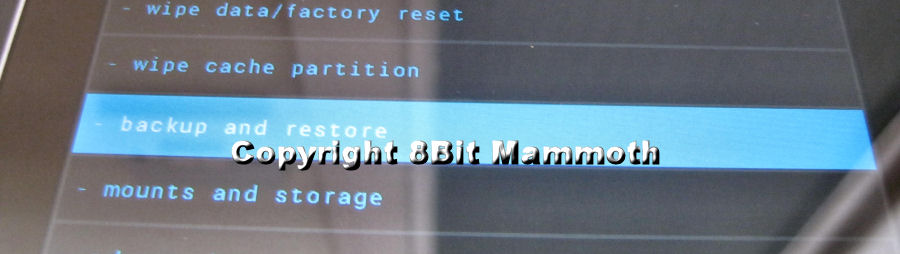 - wipe data/factory reset
- wipe cache partition
- backup and restore
Copyright 8Bit Mammoth
- mounts and storage